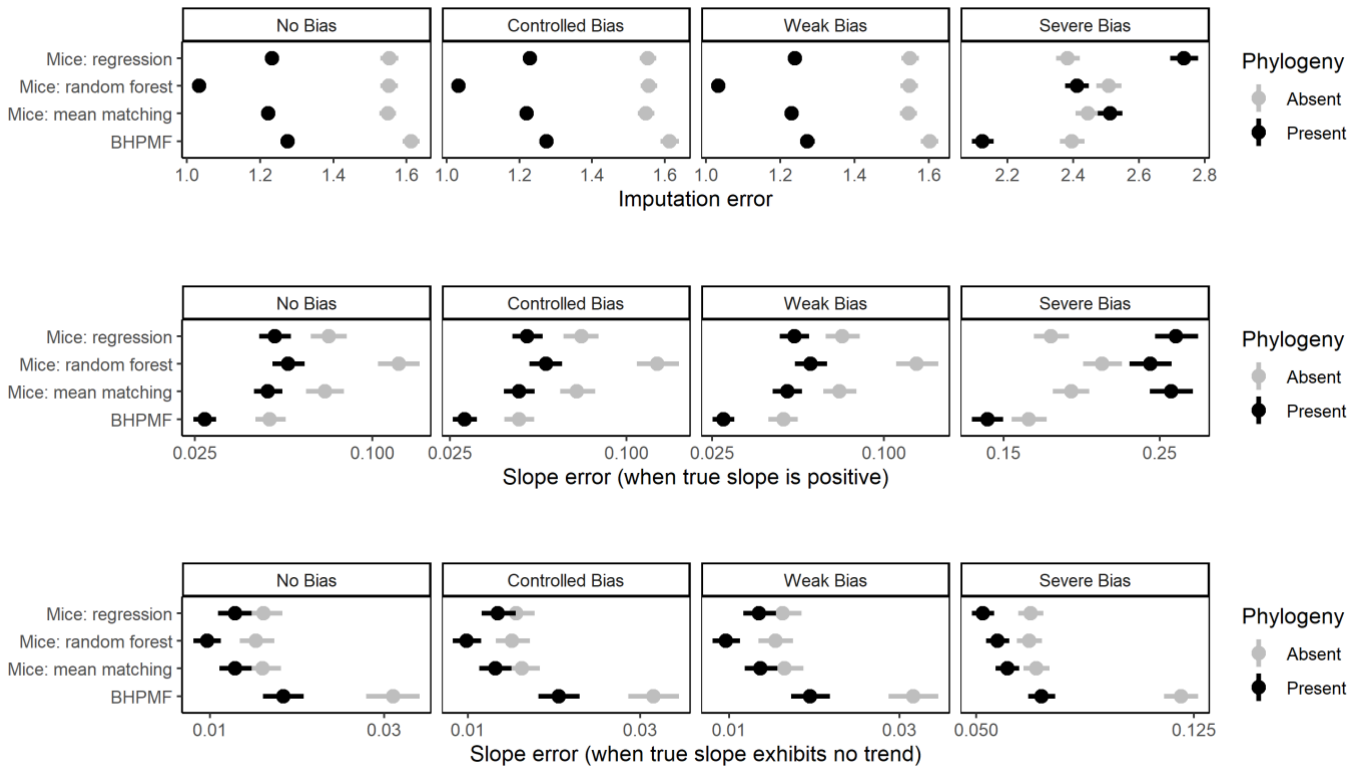 No Bias Controlled Bias Weak Bias Severe Bias
Mice: regression
Mice: random forest
Mice: mean matching
BHPMF
1.0 1.2 1.4 1.6 1.0 1.2 1.4 1.6 1.0 1.2 1.4 1.6 2.2 2.4 2.6 2.8
Imputation error
Phylogeny
Absent
Present
No Bias Controlled Bias Weak Bias Severe Bias
Mice: regression
Mice: random forest
Mice: mean matching
BHPMF
0.025 0.100 0.025 0.100 0.025 0.100 0.15 0.25
Slope error (when true slope is positive)
Phylogeny
Absent
Present
No Bias Controlled Bias Weak Bias Severe Bias
Mice: regression
Mice: random forest
Mice: mean matching
BHPMF
0.01 0.03 0.01 0.03 0.01 0.03 0.050 0.125
Slope error (when true slope exhibits no trend)
Phylogeny
Absent
Present